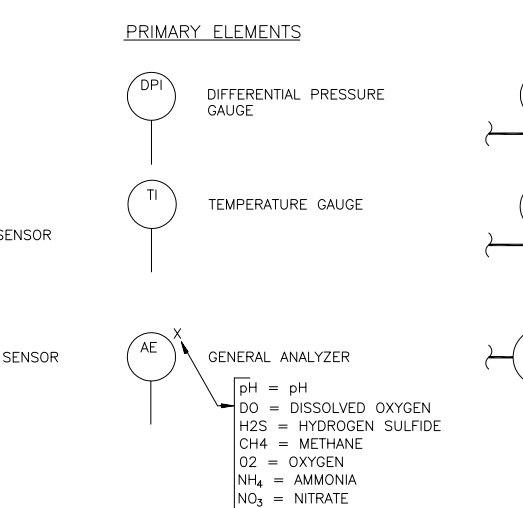 PRIMARY ELEMENTS
DPI
DIFFERENTIAL PRESSURE
GAUGE
TI
TEMPERATURE GAUGE
SENSOR
SENSOR
AE
X
GENERAL ANALYZER
pH = pH
DO = DISSOLVED OXYGEN
H2S = HYDROGEN SULFIDE
CH4 = METHANE
O2 = OXYGEN
NH₄ = AMMONIA
NO₃ = NITRATE